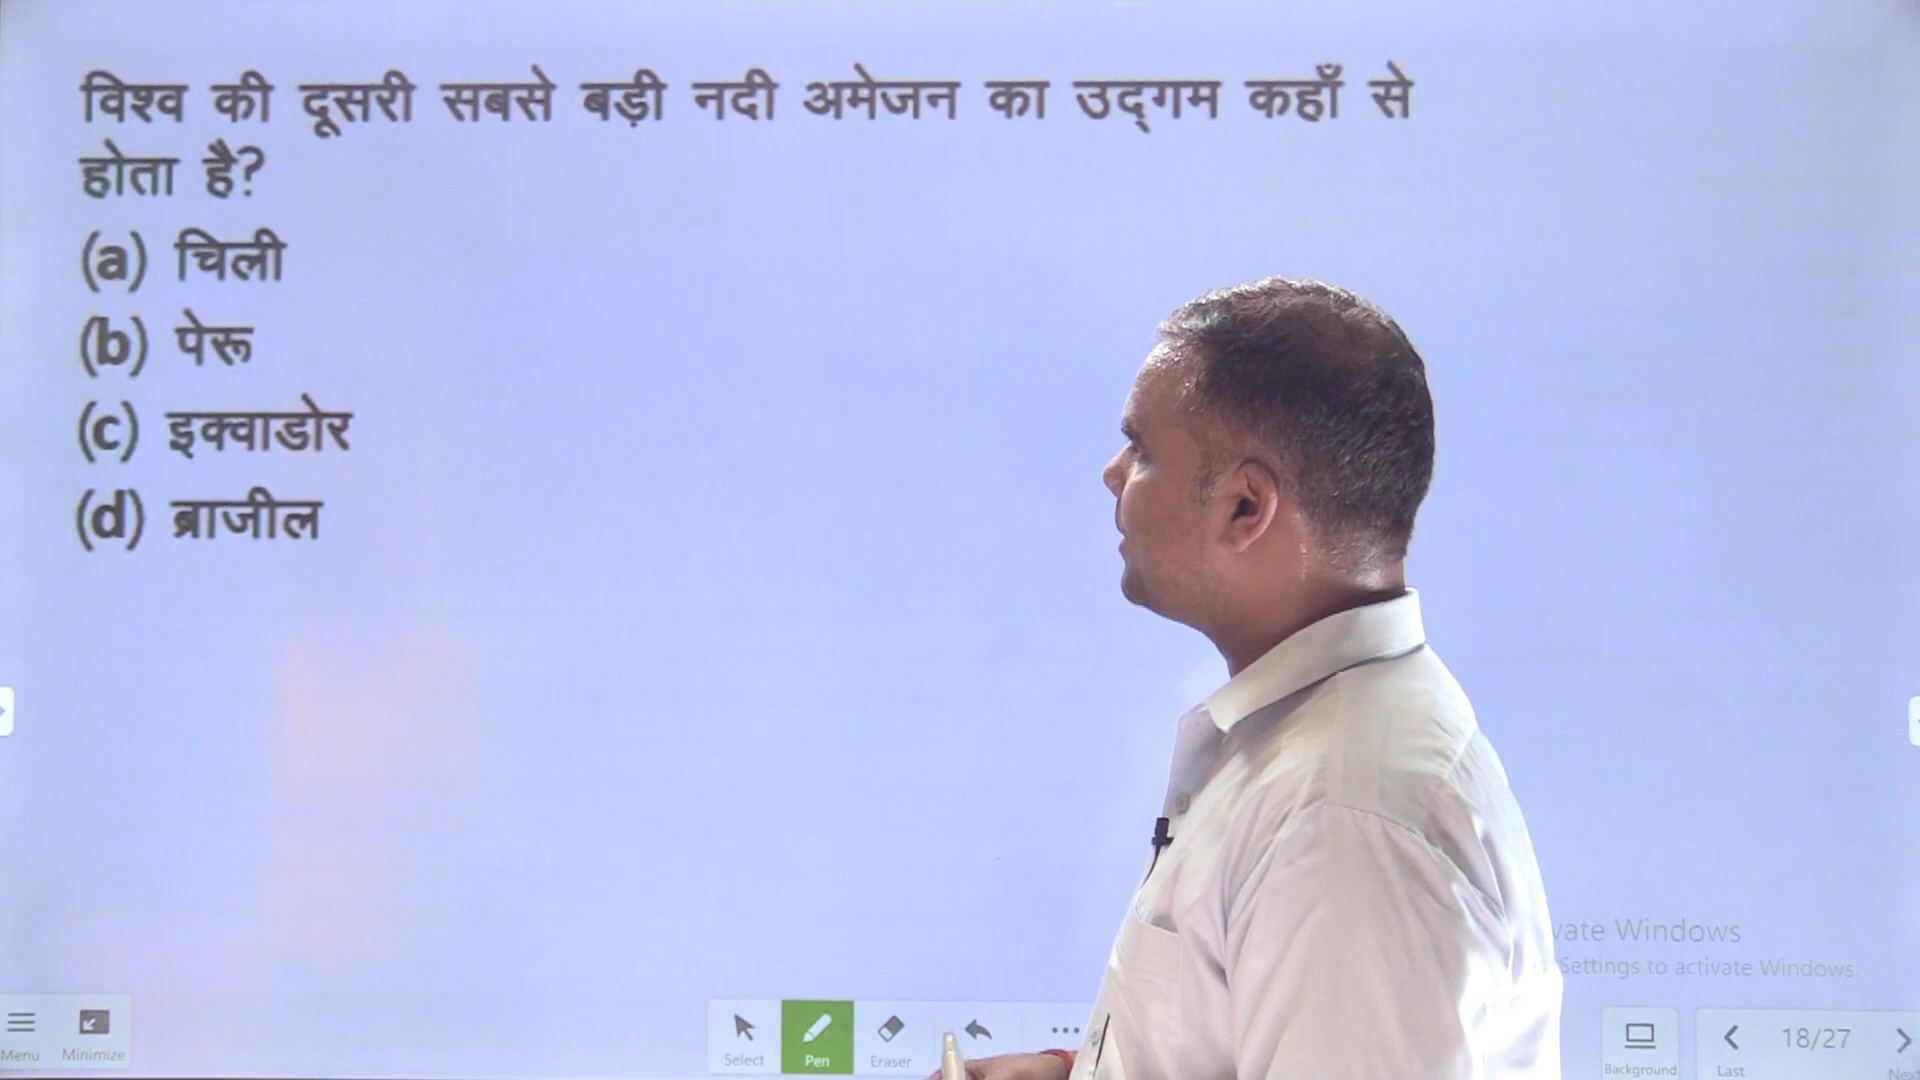 विश्व की दूसरी सबसे बड़ी नदी अमेजन का उद्‌गम कहाँ से
होता है?
(a) चिली
(b) पेरू
(c) इक्वाडोर
(d) ब्राजील
vate Windows
Settings to activate Windows.
Menu Minimize
Select Pen Eraser
Background
18/27
Last Next